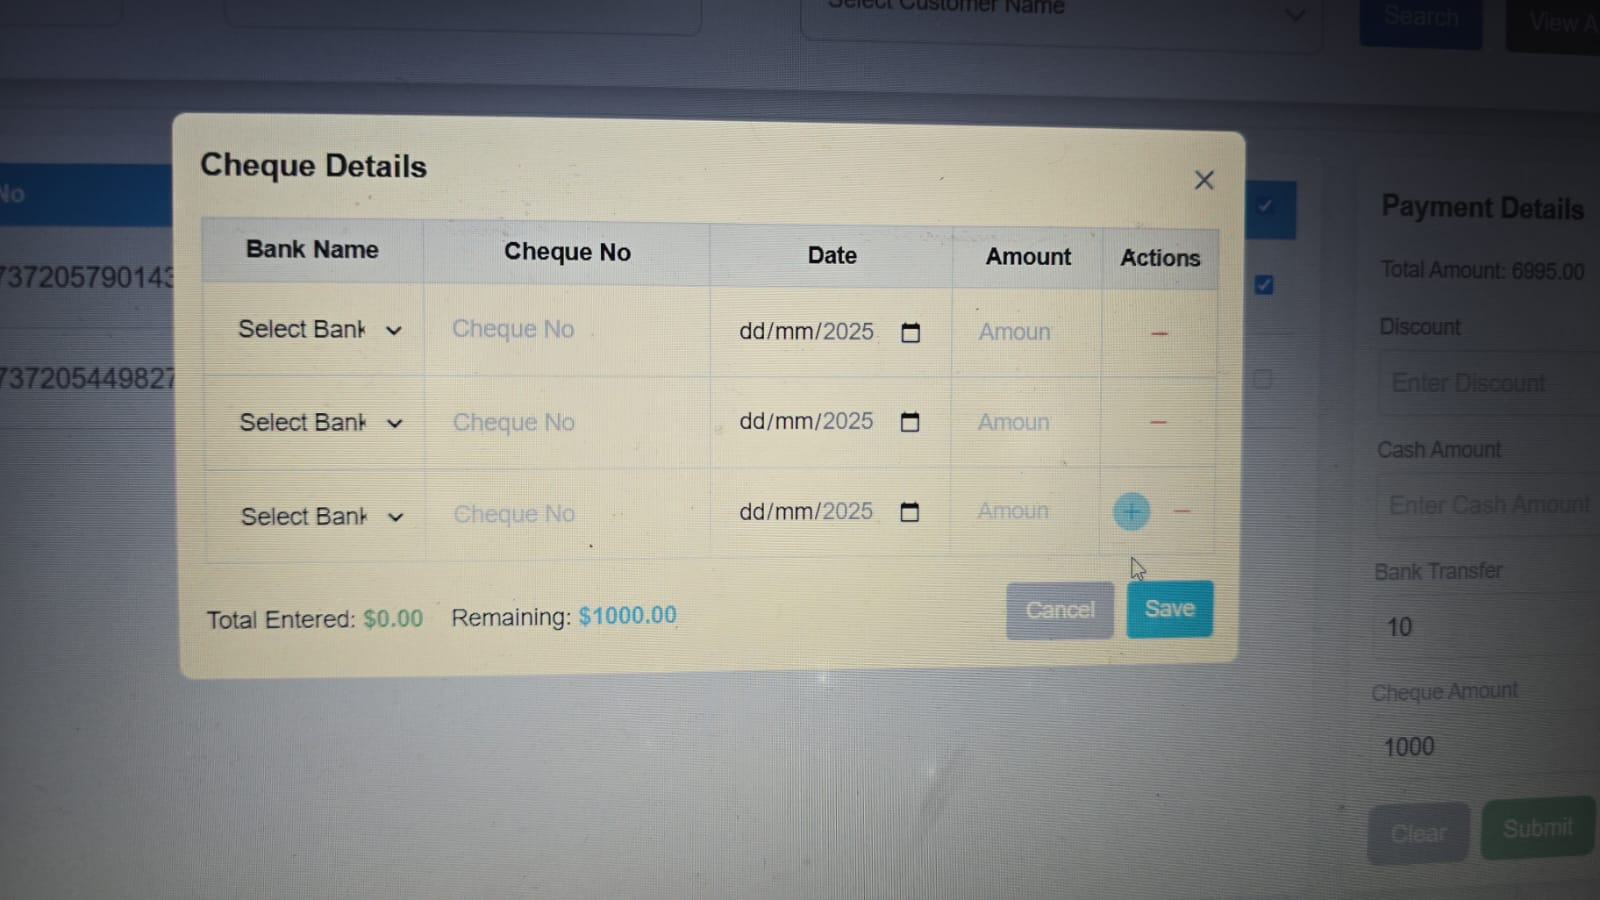 Select Customer Name
Search
View A
No
Cheque Details
Payment Details
Bank Name Cheque No Date Amount Actions
Total Amount: 6995.00
737205790143
Select Bank Cheque No dd/mm/2025 Amoun
Discount
Enter Discount
737205449827
Select Bank Cheque No dd/mm/2025 Amoun
Cash Amount
Enter Cash Amount
Select Bank Cheque No dd/mm/2025 Amoun
Bank Transfer
10
Total Entered: $0.00 Remaining: $1000.00
Cancel Save
Cheque Amount
1000
Clear Submit